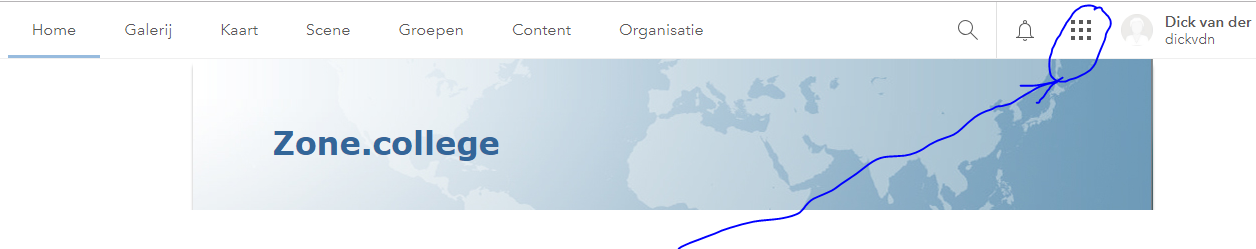 Home Galerij Kaart Scene Groepen Content Organisatie Dick van der
dickvdn
Zone.college